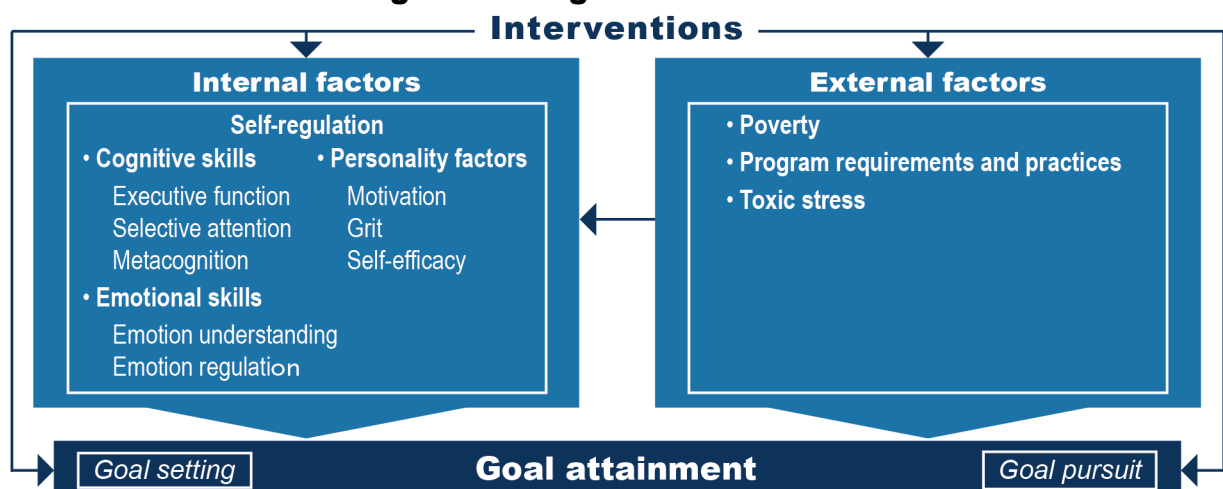 Interventions
Internal factors
Self-regulation
• Cognitive skills
Executive function
Selective attention
Metacognition
• Emotional skills
Emotion understanding
Emotion regulation
• Personality factors
Motivation
Grit
Self-efficacy
External factors
• Poverty
• Program requirements and practices
• Toxic stress
Goal setting
Goal attainment
Goal pursuit